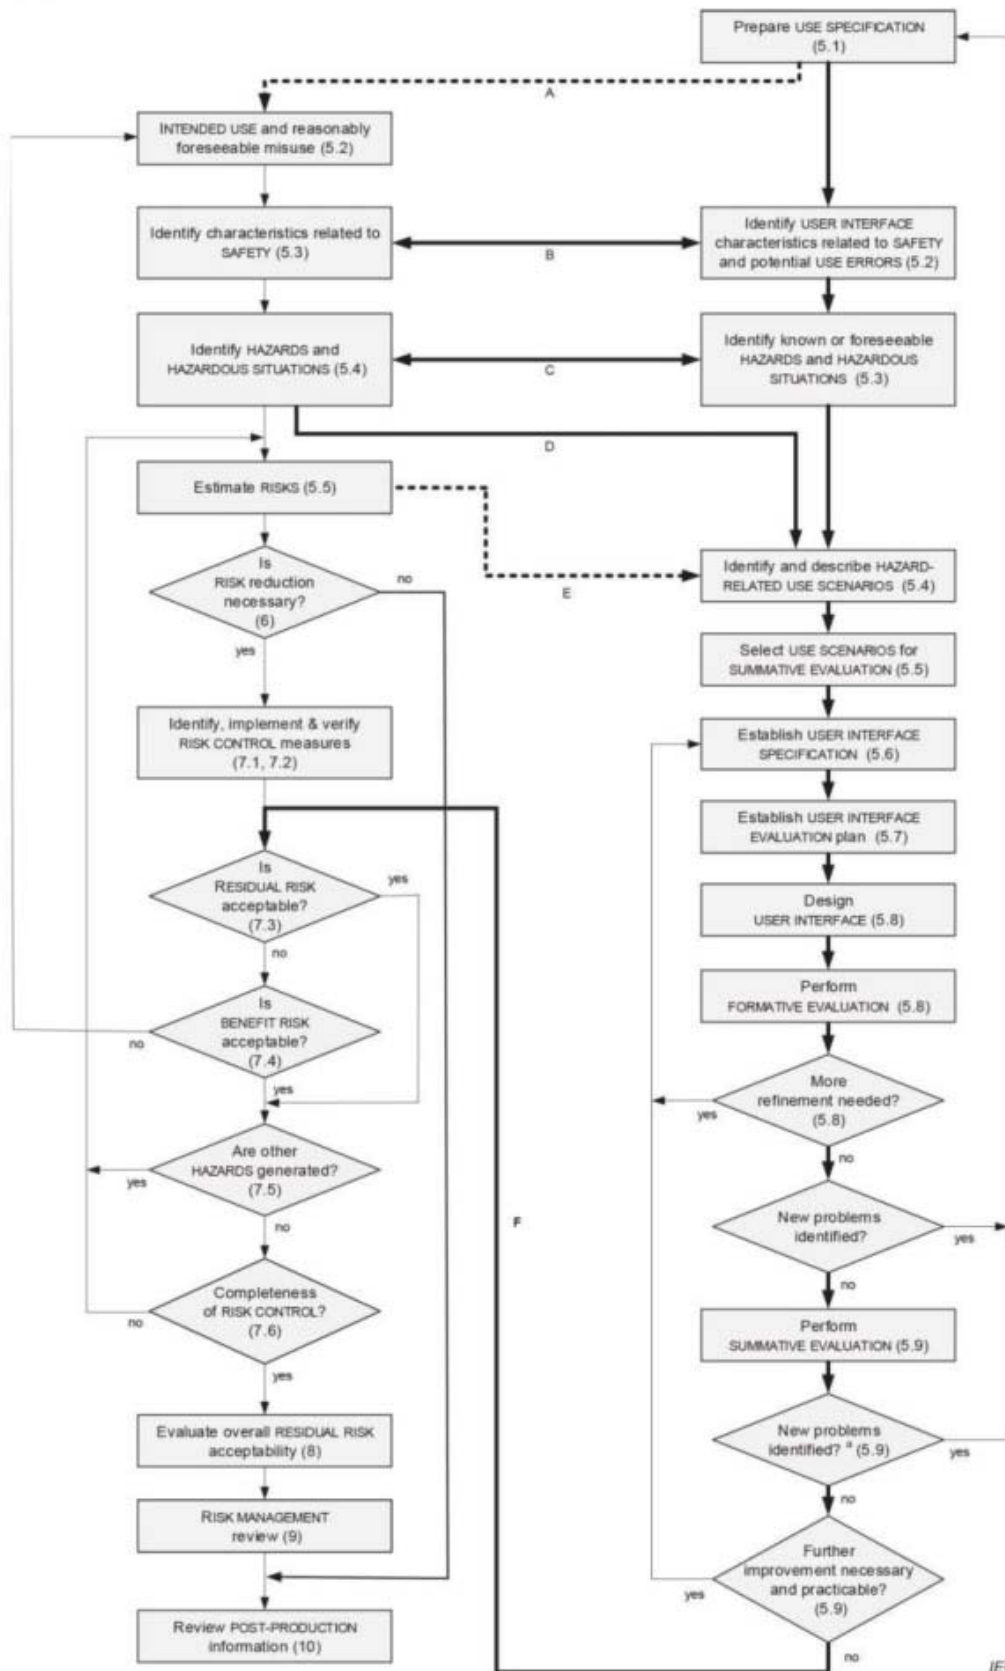 Prepare USE SPECIFICATION
(5.1)
A
INTENDED USE and reasonably
foreseeable misuse (5.2)
Identify characteristics related to
SAFETY (5.3)
B
Identify USER INTERFACE
characteristics related to SAFETY
and potential USE ERRORS (5.2)
Identify HAZARDS and
HAZARDOUS SITUATIONS (5.4)
C
Identify known or foreseeable
HAZARDS and HAZARDOUS
SITUATIONS (5.3)
D
Estimate RISKS (5.5)
E
Is
RISK reduction
necessary?
(6)
no
yes
Identify and describe HAZARD-
RELATED USE SCENARIOS (5.4)
Select USE SCENARIOS for
SUMMATIVE EVALUATION (5.5)
Identify, implement & verify
RISK CONTROL measures
(7.1, 7.2)
Establish USER INTERFACE
SPECIFICATION (5.6)
Establish USER INTERFACE
EVALUATION plan (5.7)
Is
RESIDUAL RISK
acceptable?
(7.3)
yes
no
Design
USER INTERFACE (5.8)
Is
BENEFIT RISK
acceptable?
(7.4)
no
yes
Perform
FORMATIVE EVALUATION (5.8)
More
refinement needed?
(5.8)
yes
no
Are other
HAZARDS generated?
(7.5)
yes
no
F
New problems
identified?
yes
no
Completeness
of RISK CONTROL?
(7.6)
no
yes
Perform
SUMMATIVE EVALUATION (5.9)
Evaluate overall RESIDUAL RISK
acceptability (8)
New problems
identified? a (5.9)
yes
no
RISK MANAGEMENT
review (9)
Further
improvement necessary
and practicable?
(5.9)
yes
no
Review POST-PRODUCTION
information (10)